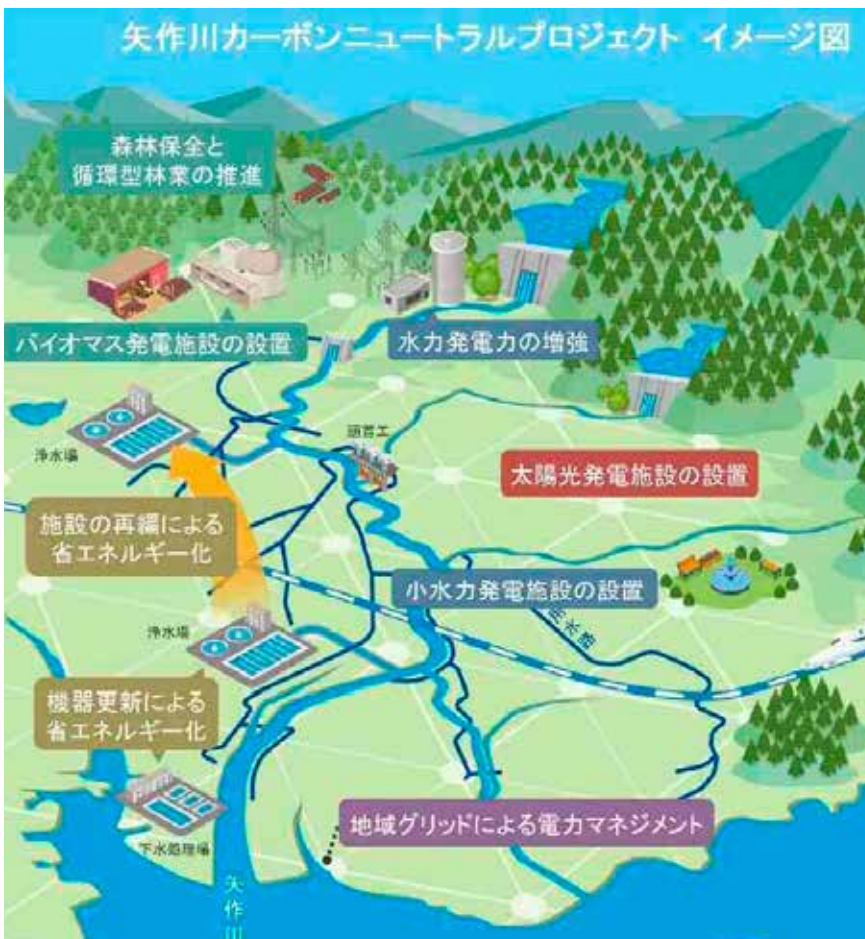 矢作川カーボンニュートラルプロジェクト イメージ図
森林保全と
循環型林業の推進
バイオマス発電施設の設置
水力発電力の増強
浄水場
頭首工
太陽光発電施設の設置
施設の再編による
省エネルギー化
小水力発電施設の設置
用水路
浄水場
機器更新による
省エネルギー化
地域グリッドによる電力マネジメント
下水処理場
矢作川